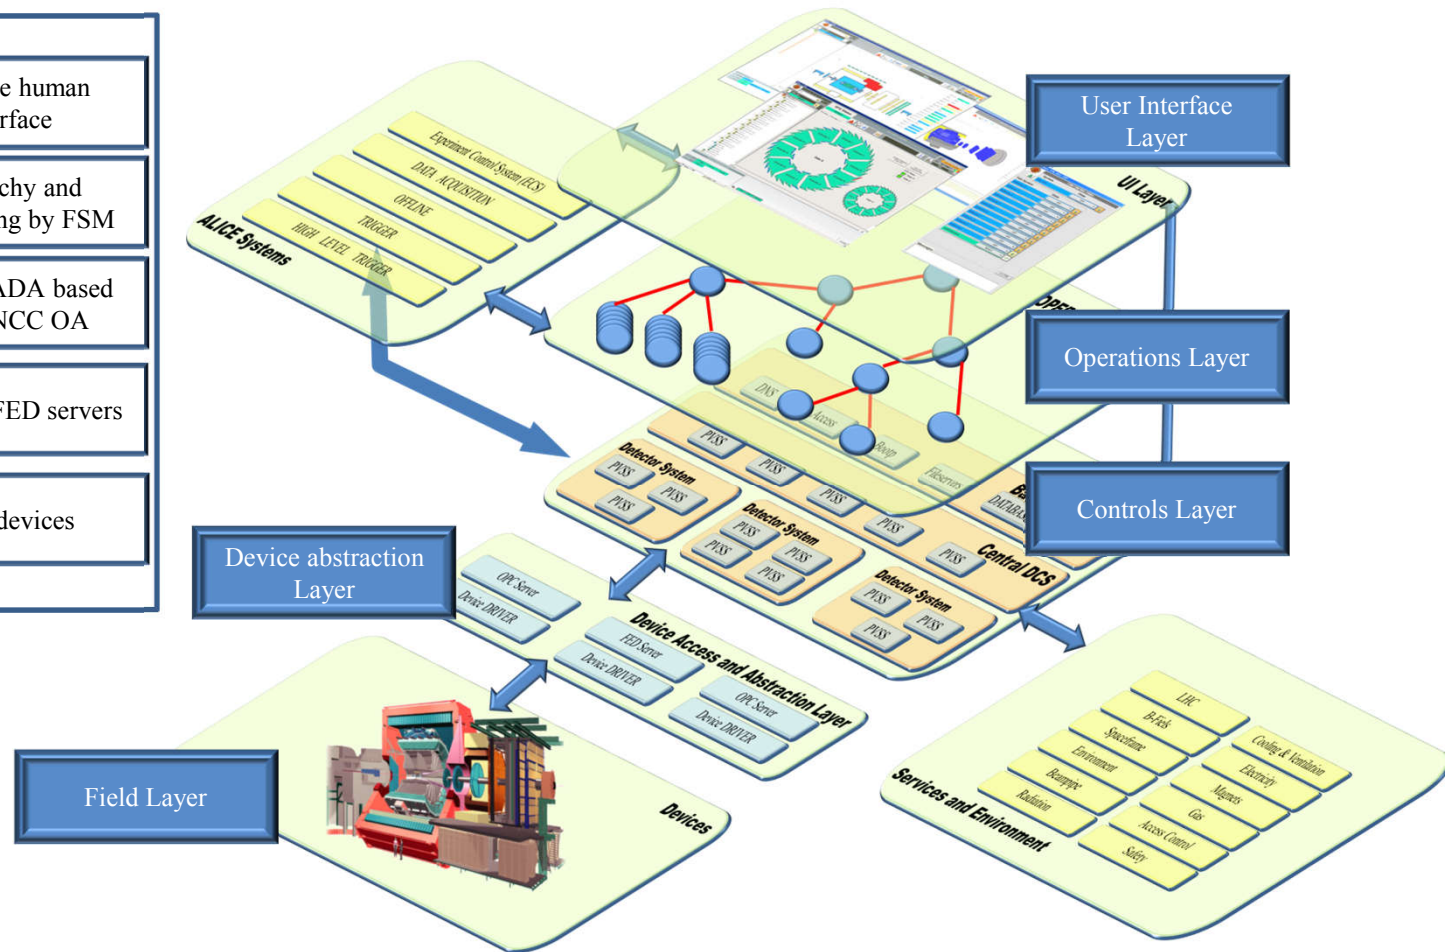 e human
rface
chy and
ng by FSM
ADA based
NCC OA
FED servers
devices
User Interface
Layer
Operations Layer
Controls Layer
Device abstraction
Layer
Field Layer
UI Layer
Experiment Control System (ECS)
DATA ACQUISITION
OFFLINE
TRIGGER
HIGH LEVEL TRIGGER
ALICE Systems
OPER
DNS
Access
Boop
Fileservers
DATABAS
Ba
PVSS
PVSS
PVSS
PVSS
PVSS
Central DCS
Detector System
PVSS
PVSS
PVSS
Detector System
PVSS
PVSS
PVSS
PVSS
Detector System
PVSS
PVSS
PVSS
OPC Server
Device DRIVER
FED Server
Device DRIVER
OPC Server
Device DRIVER
Device Access and Abstraction Layer
Devices
LHC
B-Fiels
Spaceframe
Environment
Beampipe
Radiation
Cooling & Ventilation
Electricity
Magnets
Gas
Access Control
Safety
Services and Environment